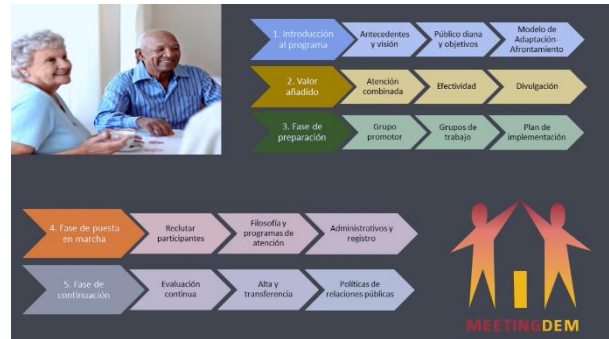 1. Introducción
al programa
Antecedentes
y visión
Público diana
y objetivos
Modelo de
Adaptación-
Afrontamiento
2. Valor
añadido
Atención
combinada
Efectividad
Divulgación
3. Fase de
preparación
Grupo
promotor
Grupos de
trabajo
Plan de
implementación
4. Fase de puesta
en marcha
Reclutar
participantes
Filosofía y
programas de
atención
Administrativos y
registro
5. Fase de
continuación
Evaluación
continua
Alta y
transferencia
Políticas de
relaciones públicas
MEETINGDEM